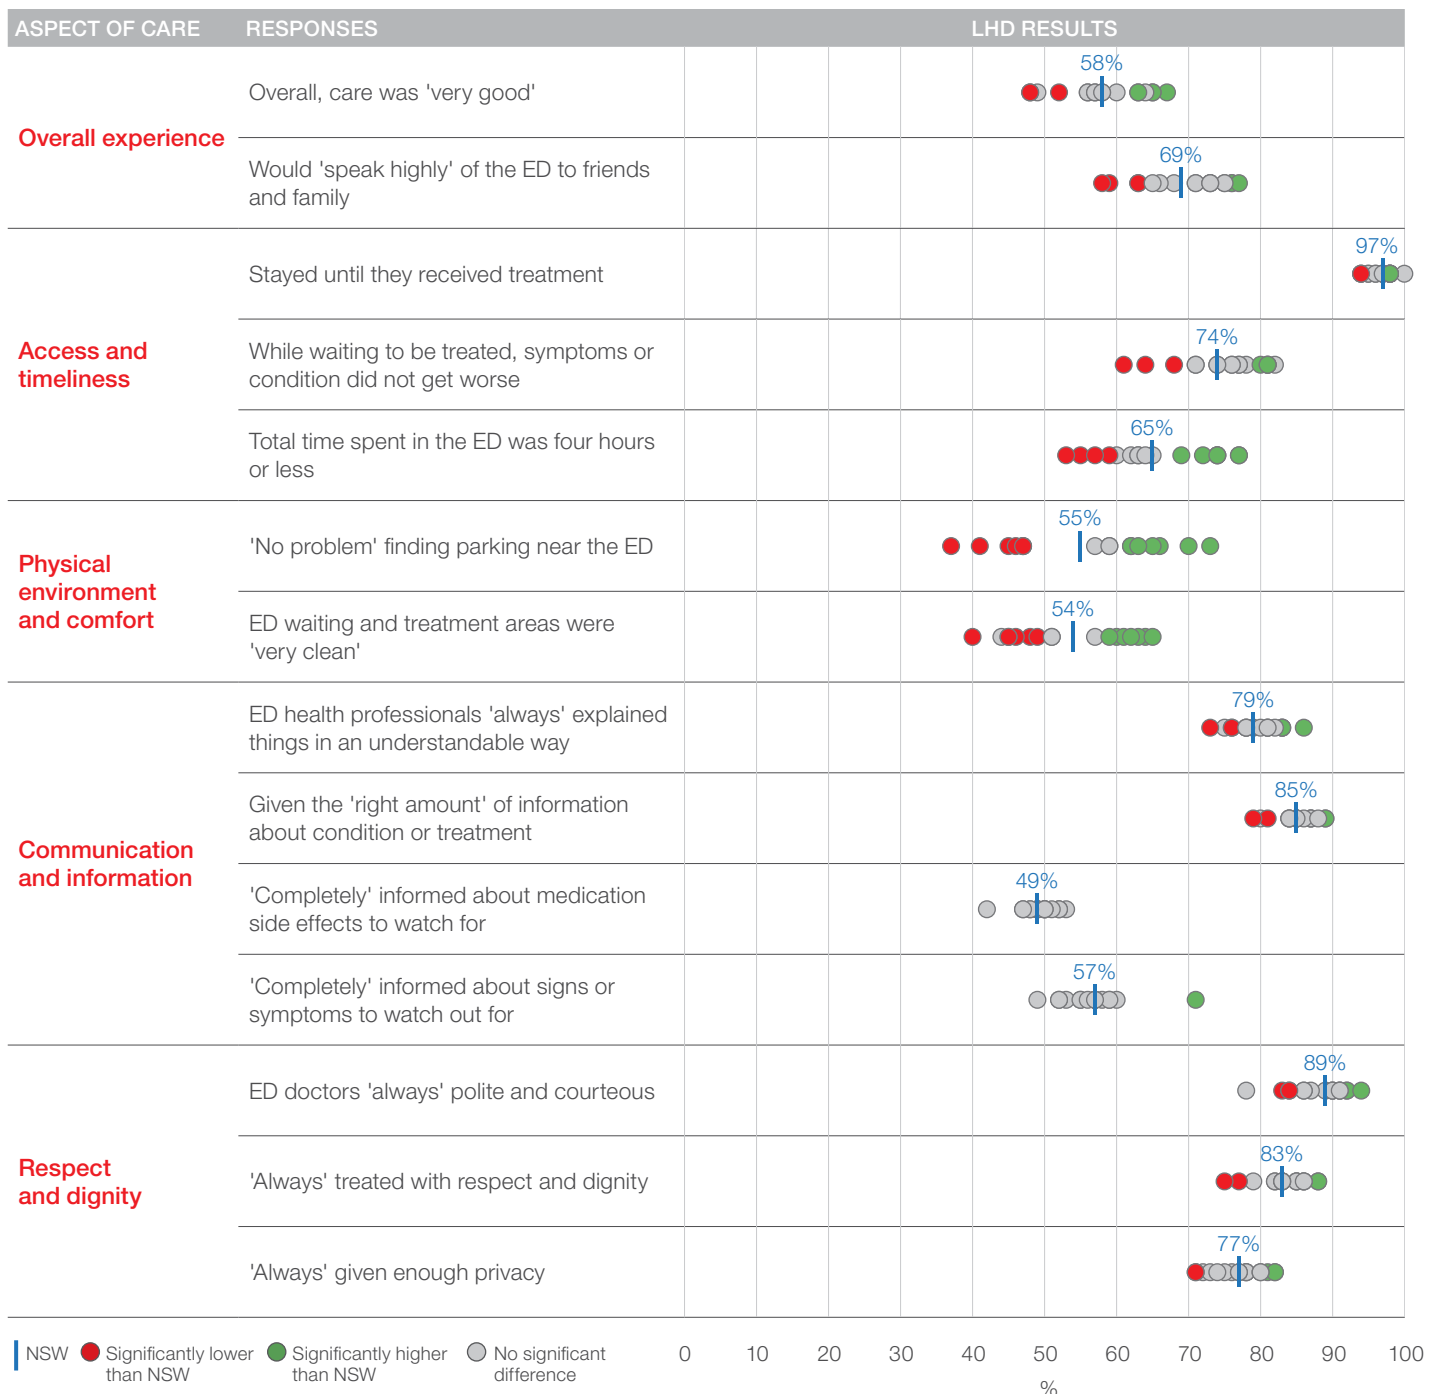 ASPECT OF CARE RESPONSES LHD RESULTS
Overall experience
Overall, care was 'very good'
58%
Would 'speak highly' of the ED to friends
and family
69%
Access and
timeliness
Stayed until they received treatment
97%
While waiting to be treated, symptoms or
condition did not get worse
74%
Total time spent in the ED was four hours
or less
65%
Physical
environment
and comfort
'No problem' finding parking near the ED
55%
ED waiting and treatment areas were
'very clean'
54%
Communication
and information
ED health professionals 'always' explained
things in an understandable way
79%
Given the 'right amount' of information
about condition or treatment
85%
'Completely' informed about medication
side effects to watch for
49%
'Completely' informed about signs or
symptoms to watch out for
57%
Respect
and dignity
ED doctors 'always' polite and courteous
89%
'Always' treated with respect and dignity
83%
'Always' given enough privacy
77%
NSW
Significantly lower
than NSW
Significantly higher
than NSW
No significant
difference
0 10 20 30 40 50 60 70 80 90 100
%